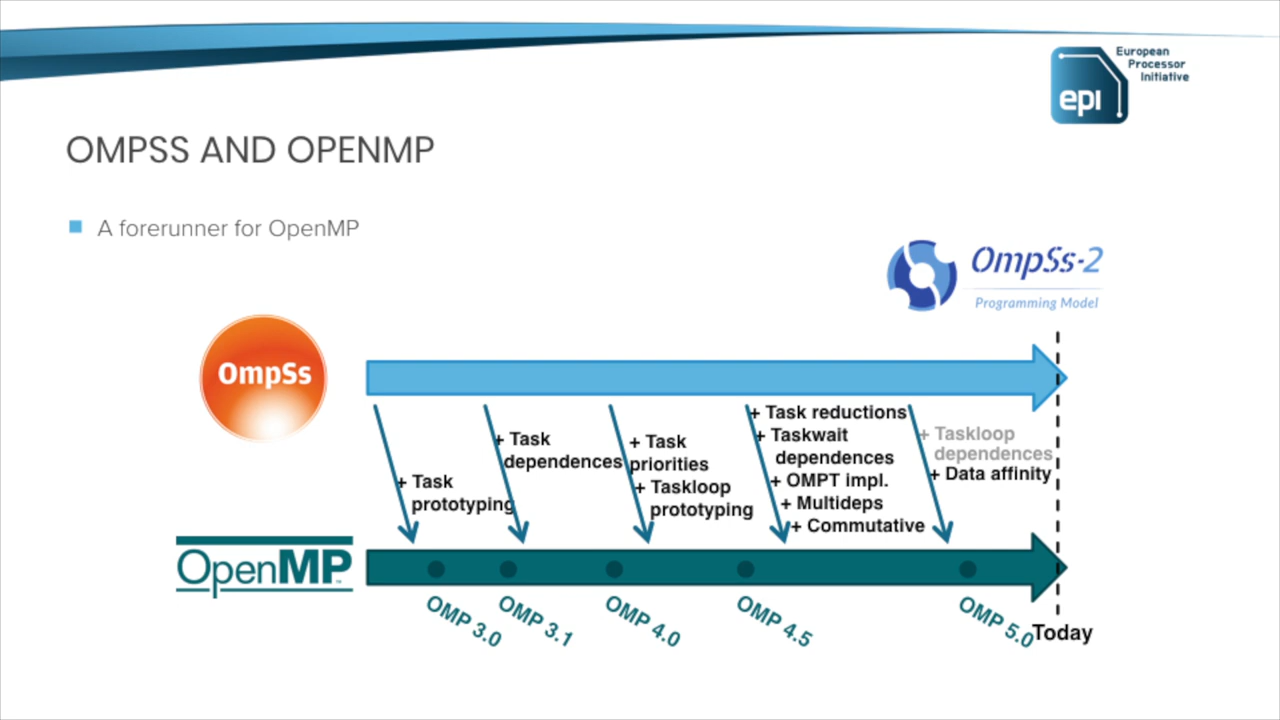 European
Processor
Initiative
epi
OMPSS AND OPENMP
A forerunner for OpenMP
OmpSs-2
Programming Model
OmpSs
+ Task
prototyping
+ Task
dependences
+ Task
priorities
+ Taskloop
prototyping
+ Task reductions
+ Taskwait
dependences
+ OMPT impl.
+ Multideps
+ Commutative
+ Taskloop
dependences
+ Data affinity
OpenMP™
OMP 3.0
OMP 3.1
OMP 4.0
OMP 4.5
OMP 5.0
Today